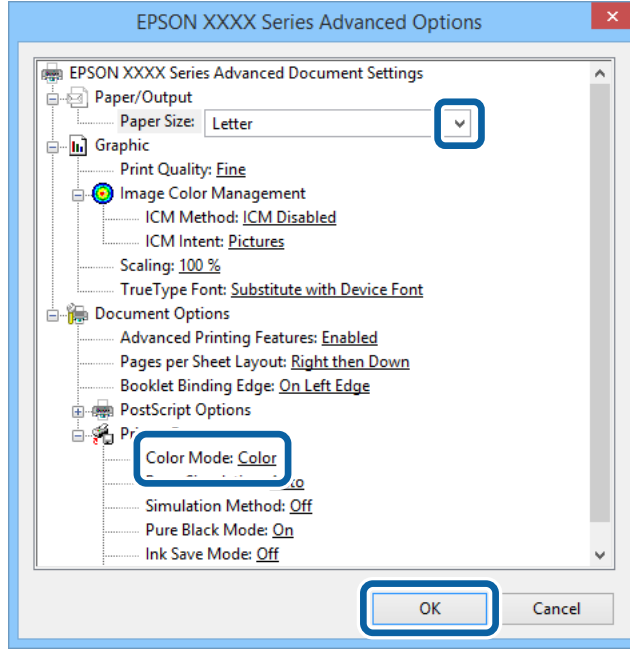 EPSON XXXX Series Advanced Options
EPSON XXXX Series Advanced Document Settings
Paper/Output
Paper Size: Letter
Graphic
Print Quality: Fine
Image Color Management
ICM Method: ICM Disabled
ICM Intent: Pictures
Scaling: 100 %
TrueType Font: Substitute with Device Font
Document Options
Advanced Printing Features: Enabled
Pages per Sheet Layout: Right then Down
Booklet Binding Edge: On Left Edge
PostScript Options
Color Mode: Color
Simulation Method: Off
Pure Black Mode: On
Ink Save Mode: Off
OK Cancel